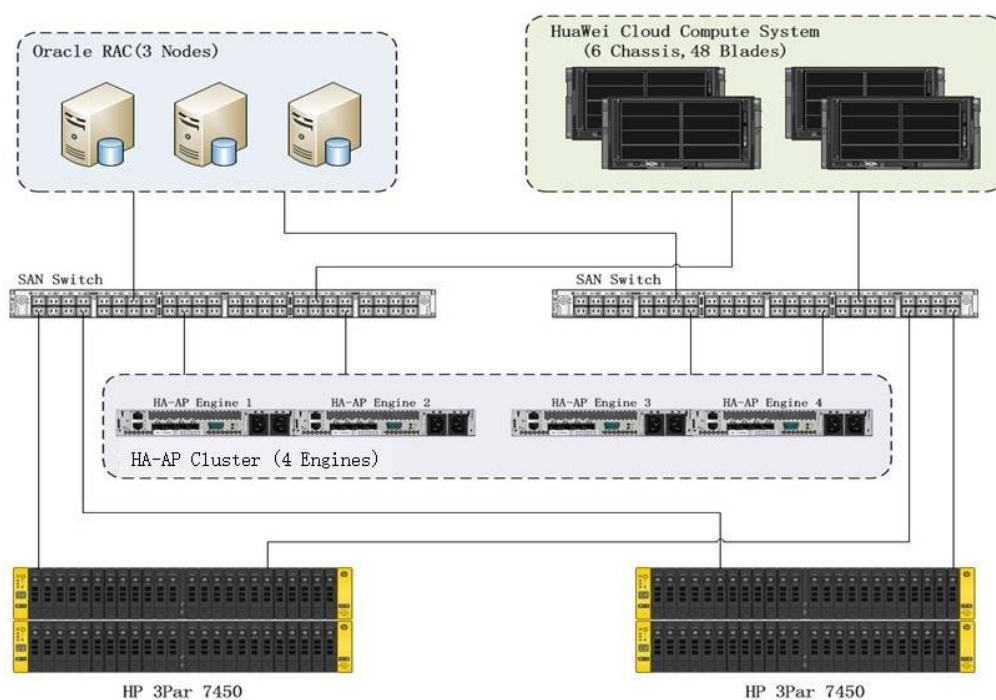 Oracle RAC(3 Nodes)
HuaWei Cloud Compute System
(6 Chassis,48 Blades)
SAN Switch
SAN Switch
HA-AP Engine 1
HA-AP Engine 2
HA-AP Engine 3
HA-AP Engine 4
HA-AP Cluster (4 Engines)
HP 3Par 7450
HP 3Par 7450